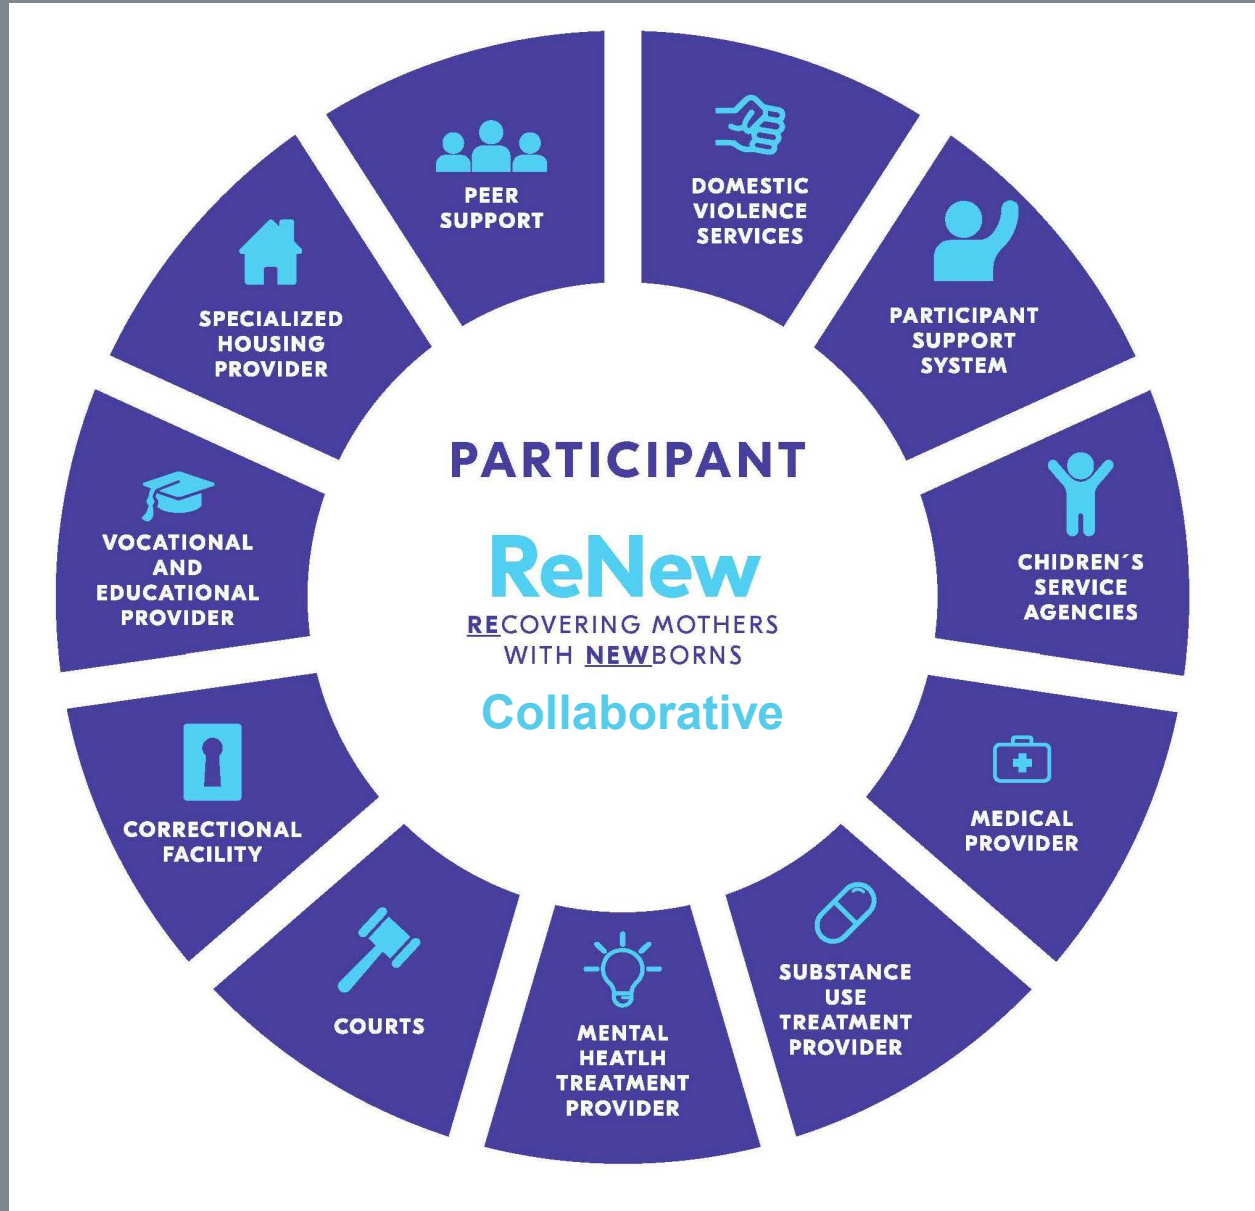 PEER
SUPPORT
DOMESTIC
VIOLENCE
SERVICES
PARTICIPANT
SUPPORT
SYSTEM
CHIDREN´S
SERVICE
AGENCIES
MEDICAL
PROVIDER
SUBSTANCE
USE
TREATMENT
PROVIDER
MENTAL
HEATLH
TREATMENT
PROVIDER
COURTS
CORRECTIONAL
FACILITY
VOCATIONAL
AND
EDUCATIONAL
PROVIDER
SPECIALIZED
HOUSING
PROVIDER
PARTICIPANT
ReNew
RECOVERING MOTHERS
WITH NEWBORNS
Collaborative